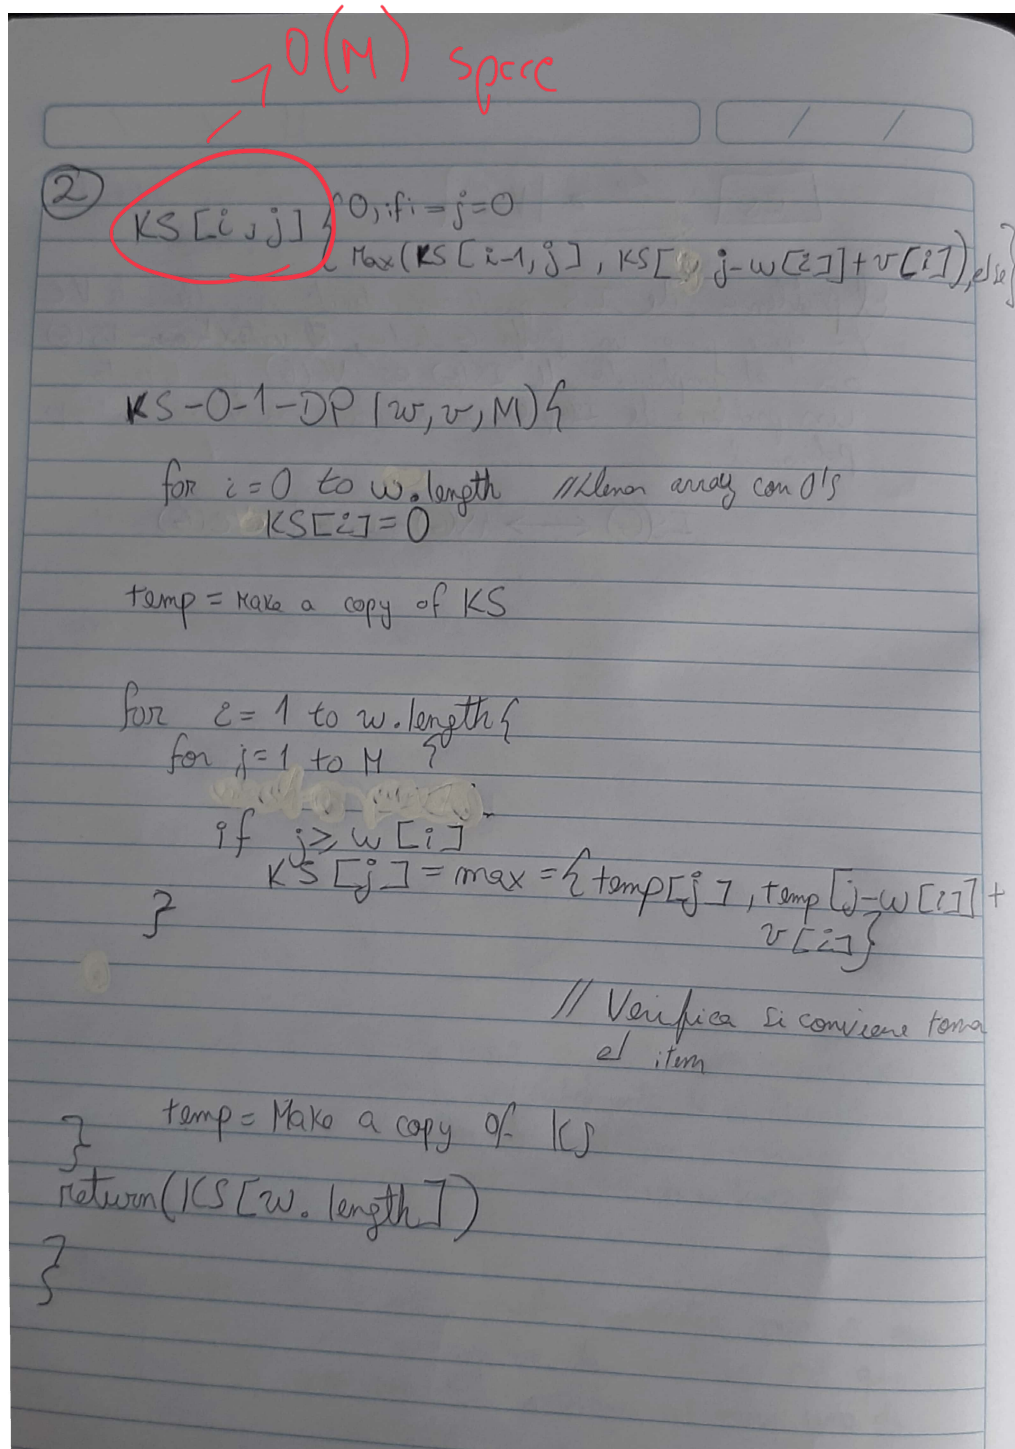 O(M) space
2
KS[i,j] { 0, if i=j=0
{ Max(KS[i-1,j], KS[ j-w[i]]+v[i]), else}
KS-0-1-DP(w,v,M){
for i=0 to w.length //Llenar array con 0's
KS[i]=0
temp = Make a copy of KS
for i=1 to w.length{
for j=1 to M {
if j≥w[i]
KS[j]=max={temp[j], temp[j-w[i]]+
v[i]}
}
// Verifica si conviene toma
el item
temp = Make a copy of KS
}
return(KS[w.length])
}